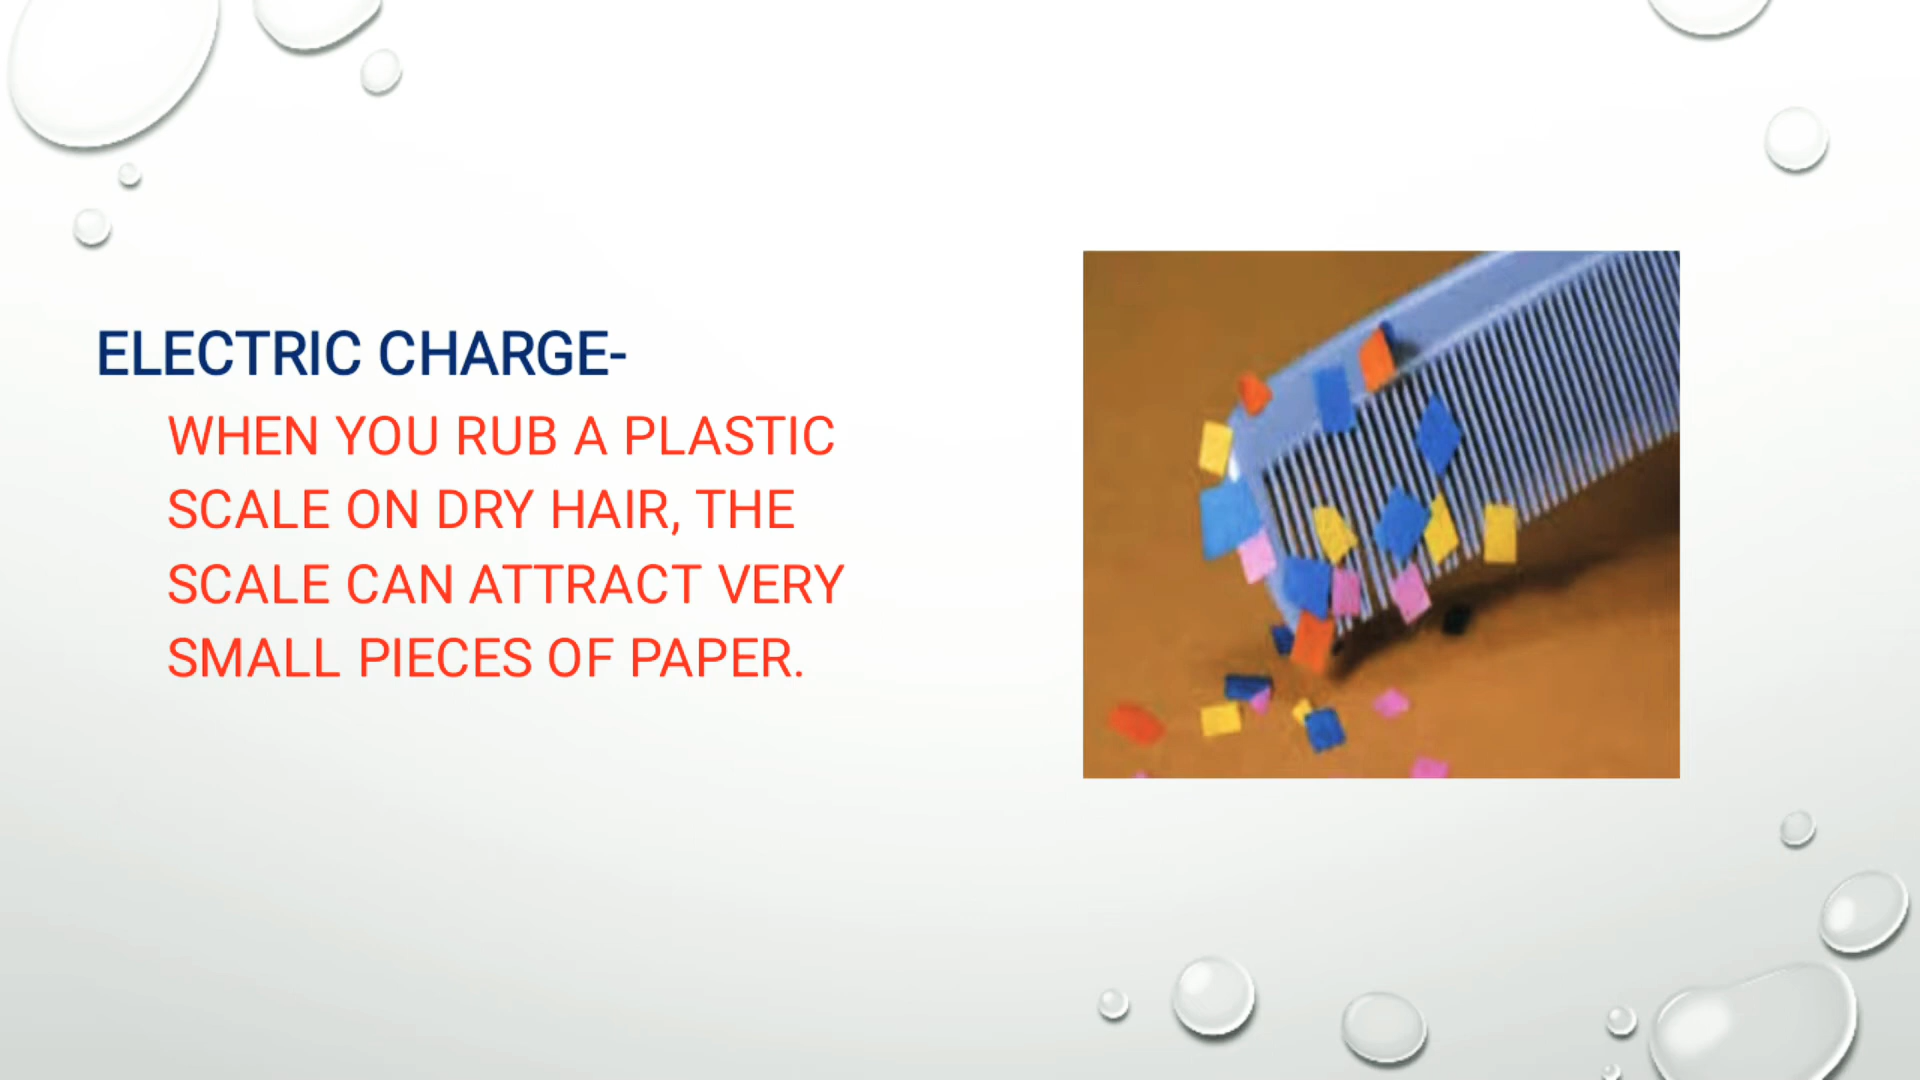 ELECTRIC CHARGE-
WHEN YOU RUB A PLASTIC
SCALE ON DRY HAIR, THE
SCALE CAN ATTRACT VERY
SMALL PIECES OF PAPER.